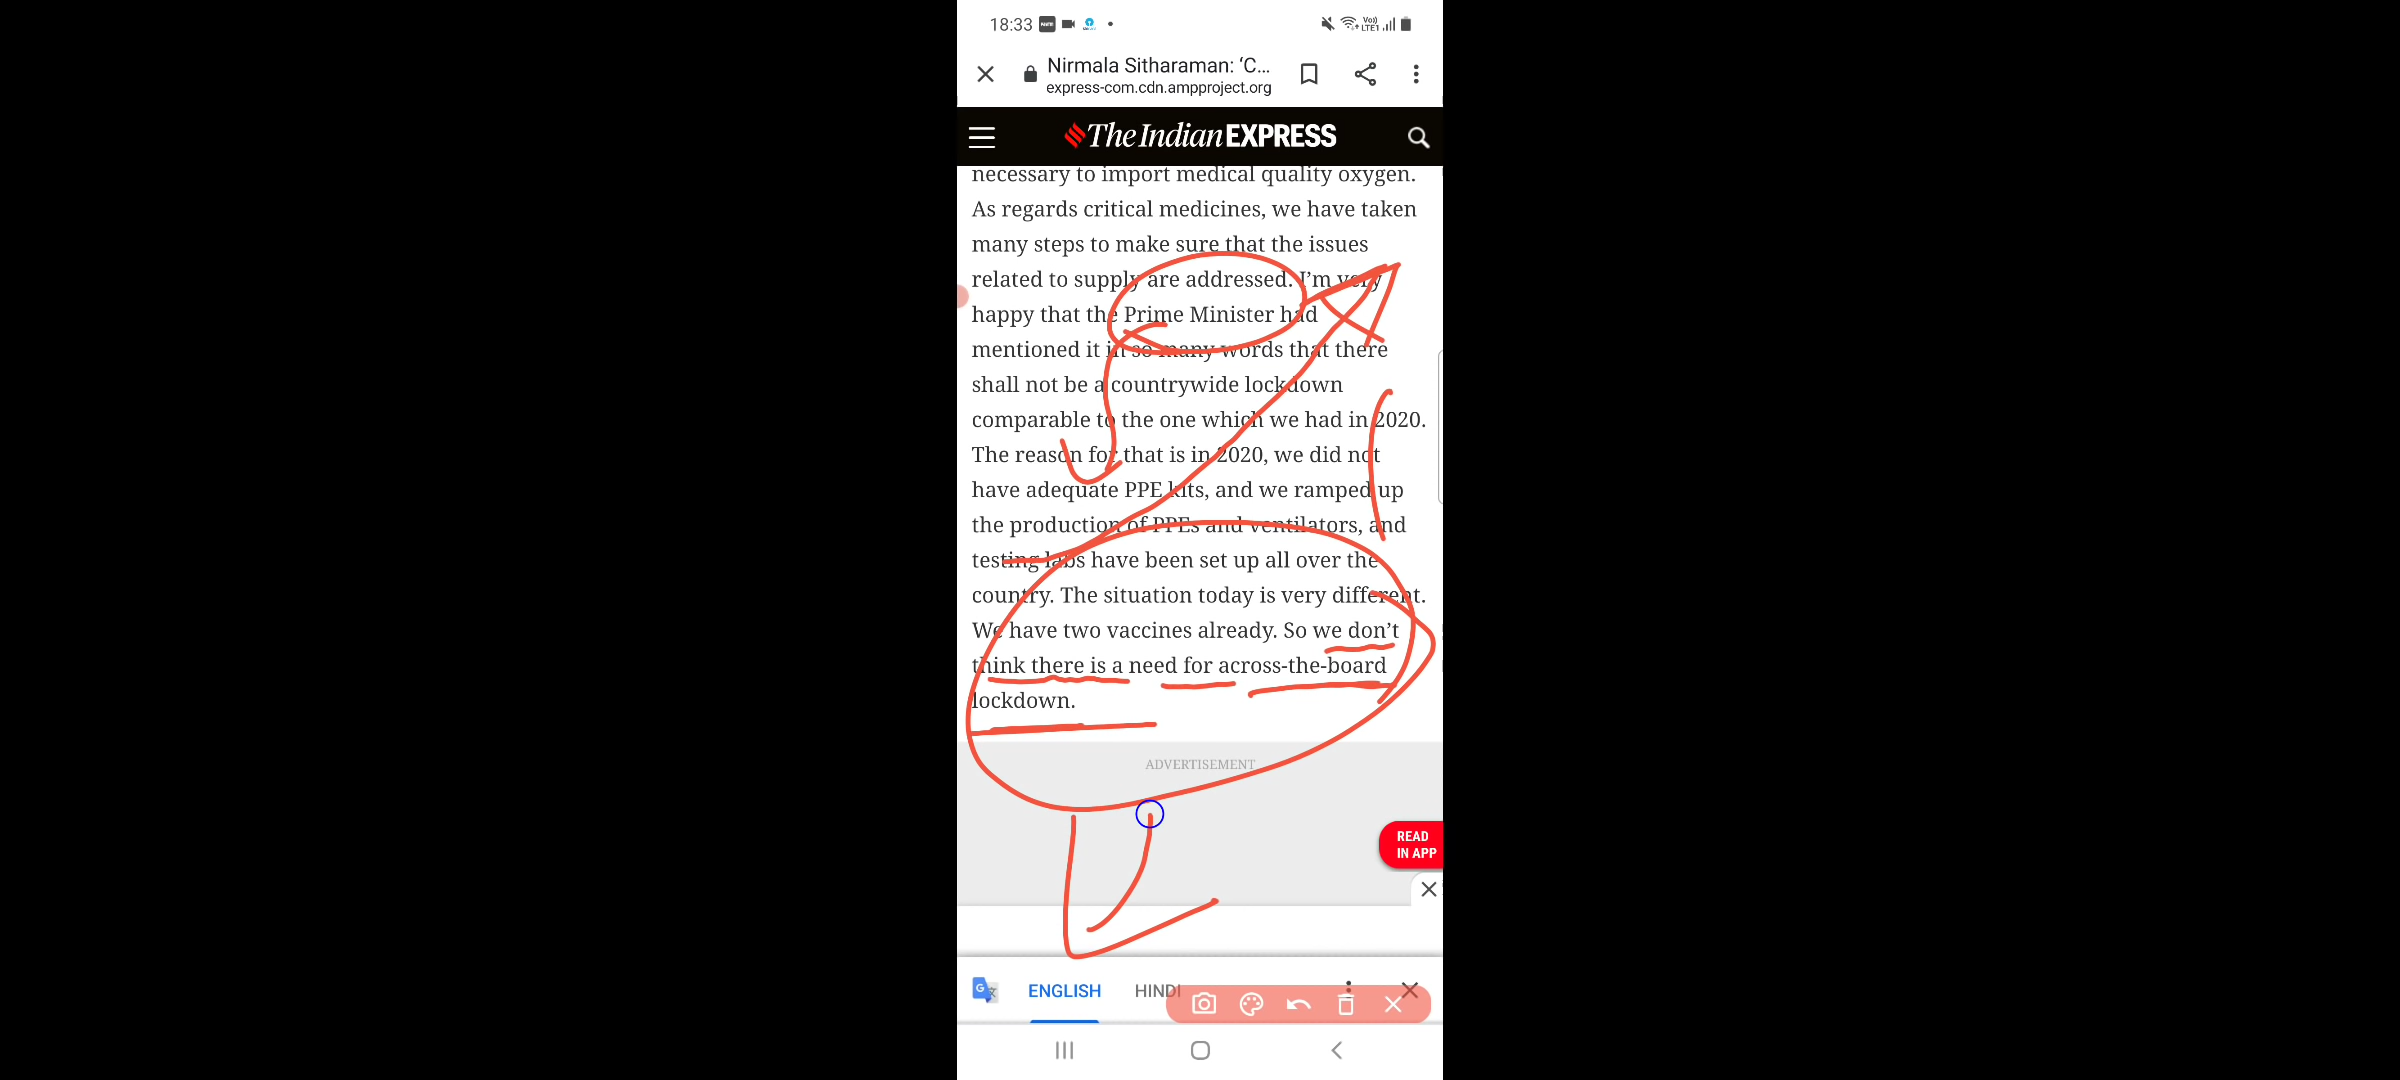 18:33
VoLTE1
Nirmala Sitharaman: ‘C...
express-com.cdn.ampproject.org
The Indian EXPRESS
necessary to import medical quality oxygen.
As regards critical medicines, we have taken
many steps to make sure that the issues
related to supply are addressed. I’m very
happy that the Prime Minister had
mentioned it in so many words that there
shall not be a countrywide lockdown
comparable to the one which we had in 2020.
The reason for that is in 2020, we did not
have adequate PPE kits, and we ramped up
the production of PPEs and ventilators, and
testing labs have been set up all over the
country. The situation today is very different.
We have two vaccines already. So we don’t
think there is a need for across-the-board
lockdown.
ADVERTISEMENT
READ
IN APP
ENGLISH HINDI